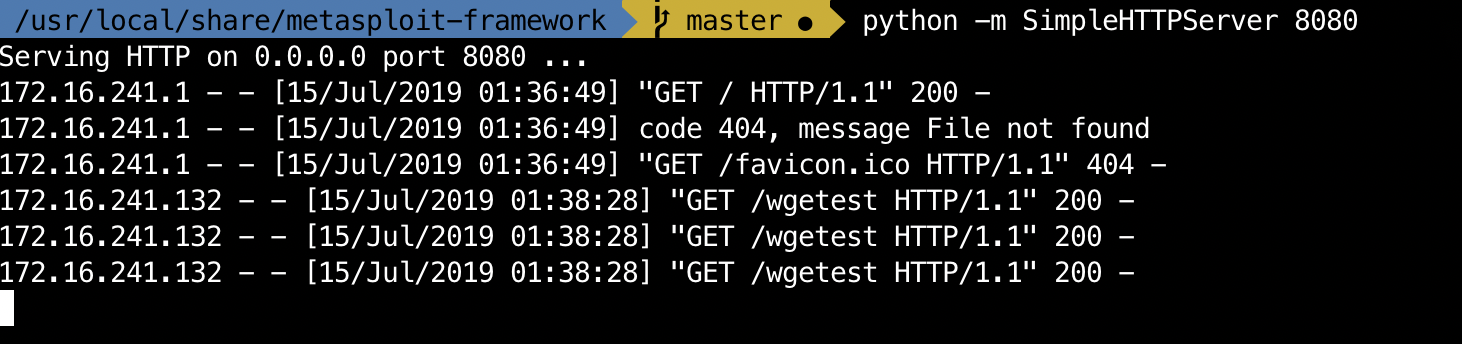 /usr/local/share/metasploit-framework master ● python -m SimpleHTTPServer 8080
Serving HTTP on 0.0.0.0 port 8080 ...
172.16.241.1 - - [15/Jul/2019 01:36:49] "GET / HTTP/1.1" 200 -
172.16.241.1 - - [15/Jul/2019 01:36:49] code 404, message File not found
172.16.241.1 - - [15/Jul/2019 01:36:49] "GET /favicon.ico HTTP/1.1" 404 -
172.16.241.132 - - [15/Jul/2019 01:38:28] "GET /wgetest HTTP/1.1" 200 -
172.16.241.132 - - [15/Jul/2019 01:38:28] "GET /wgetest HTTP/1.1" 200 -
172.16.241.132 - - [15/Jul/2019 01:38:28] "GET /wgetest HTTP/1.1" 200 -